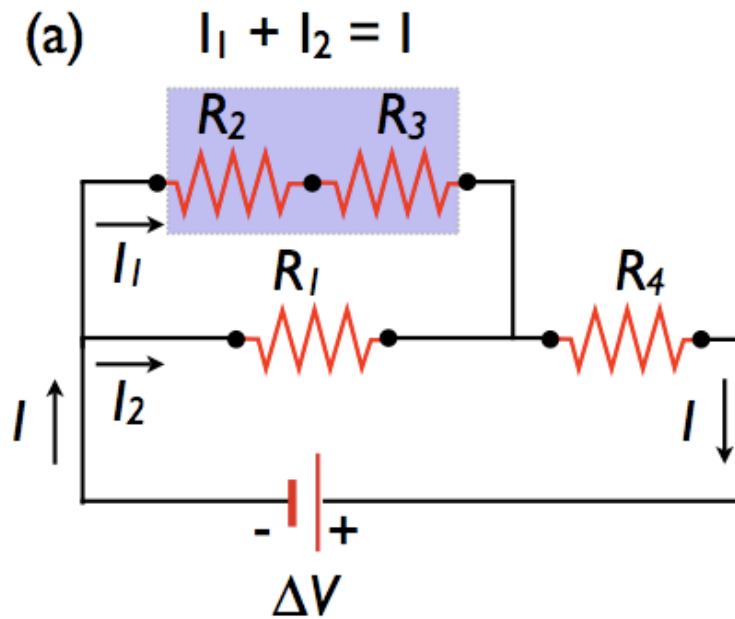 (a) I₁ + I₂ = I
R₂ R₃
I₁
R₁ R₄
I₂
I I
- +
ΔV